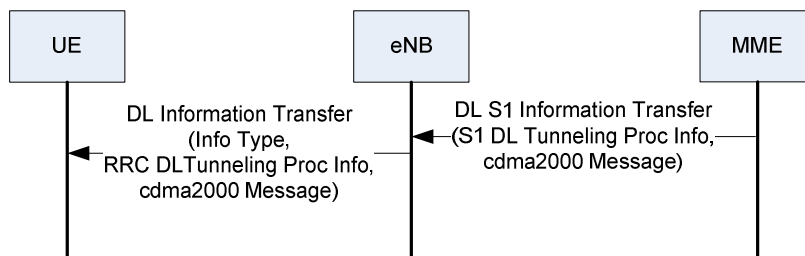 UE
eNB
MME
DL Information Transfer
(Info Type,
RRC DLTunneling Proc Info,
cdma2000 Message)
DL S1 Information Transfer
(S1 DL Tunneling Proc Info,
cdma2000 Message)